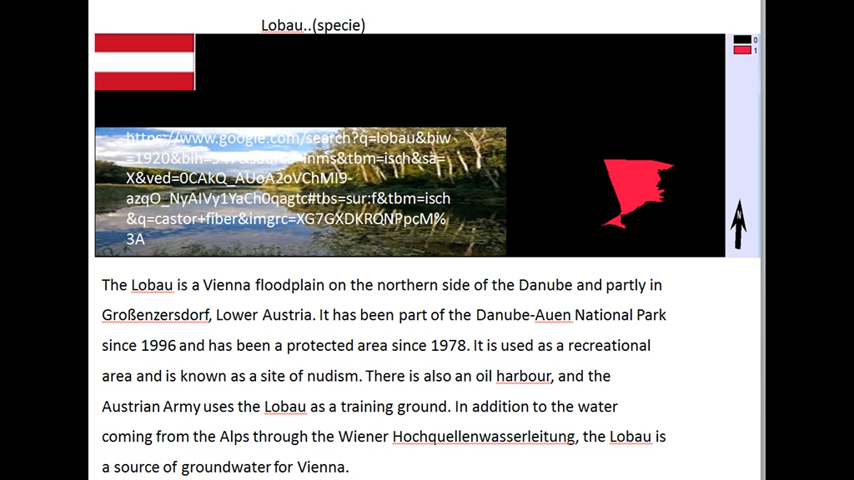 Lobau..(specie)
0
1
https://www.google.com/search?q=lobau&biw
X&ved=0CAkQ_AUoA2oVChMI9-
azqO_NyAIVy1YaCh0qagtc#tbs=sur:f&tbm=isch
&q=castor+fiber&imgrc=XG7GXDKRQNPpcM%
3A
N
The Lobau is a Vienna floodplain on the northern side of the Danube and partly in
Großenzersdorf, Lower Austria. It has been part of the Danube-Auen National Park
since 1996 and has been a protected area since 1978. It is used as a recreational
area and is known as a site of nudism. There is also an oil harbour, and the
Austrian Army uses the Lobau as a training ground. In addition to the water
coming from the Alps through the Wiener Hochquellenwasserleitung, the Lobau is
a source of groundwater for Vienna.